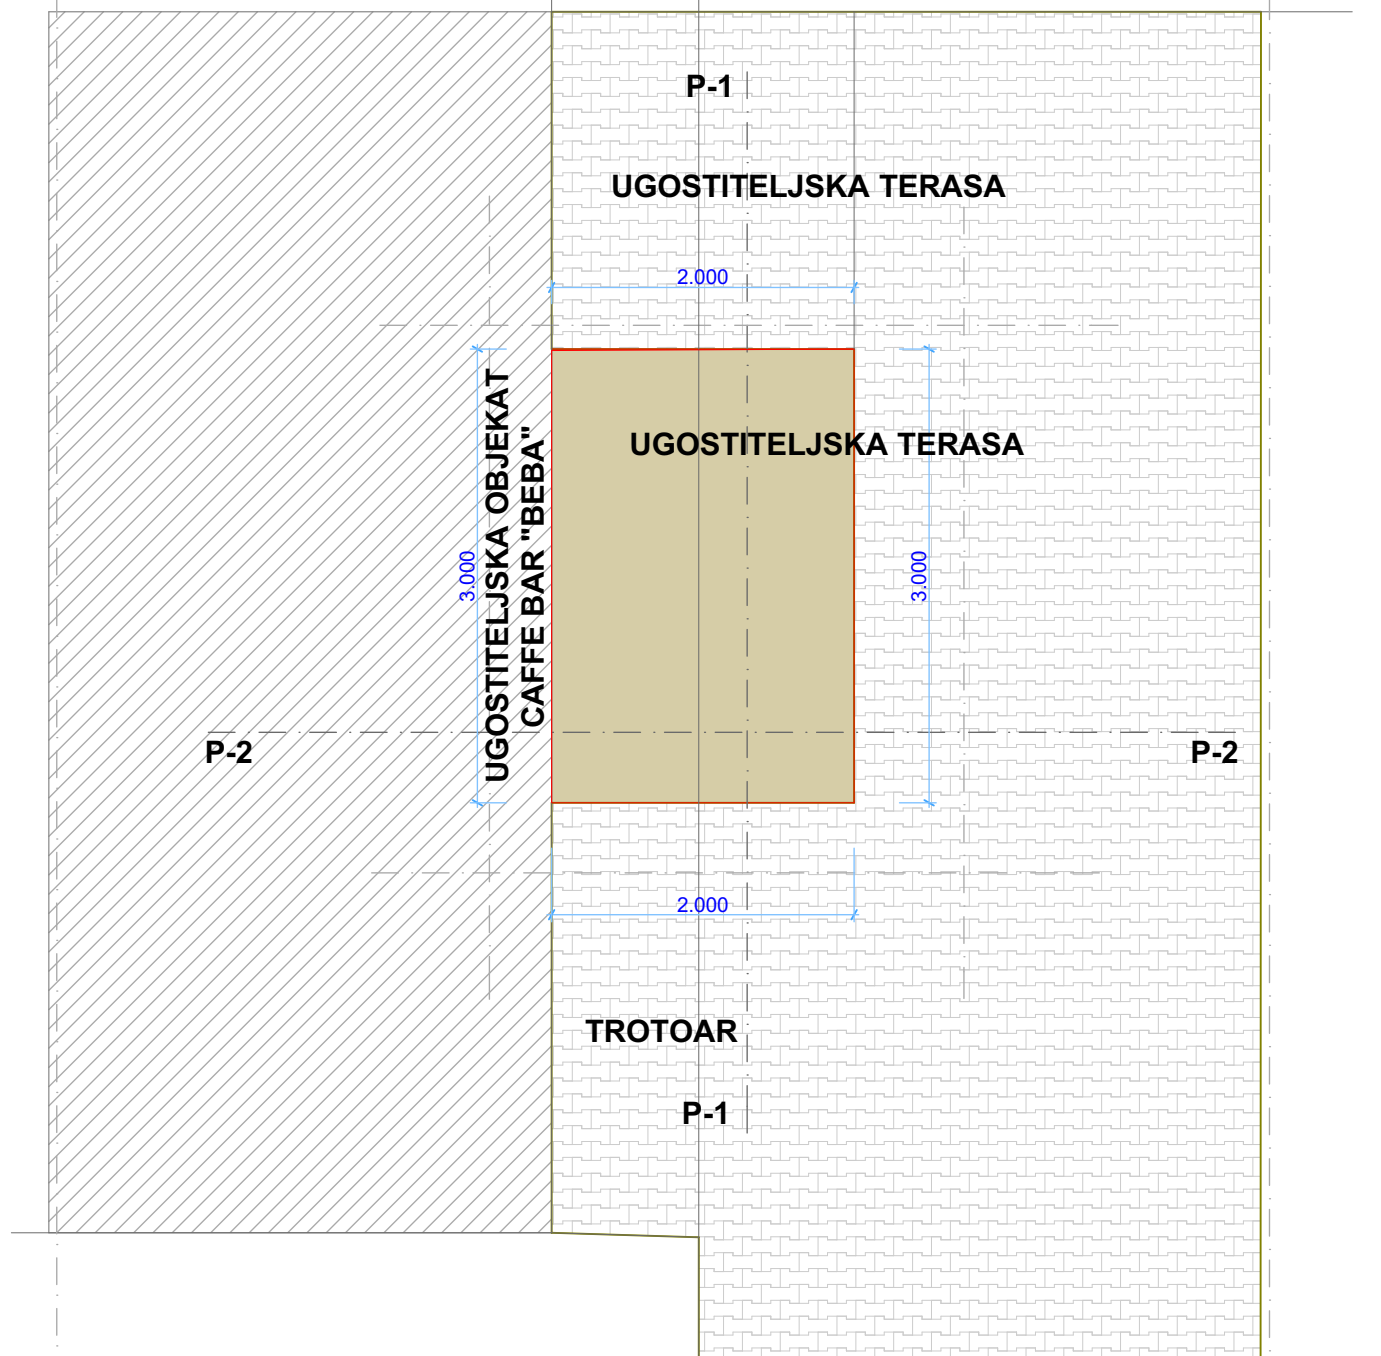 P-1
UGOSTITELJSKA TERASA
2.000
UGOSTITELJSKA TERASA
UGOSTITELJSKA OBJEKAT
CAFFE BAR "BEBA"
3.000
3.000
P-2
P-2
2.000
TROTOAR
P-1